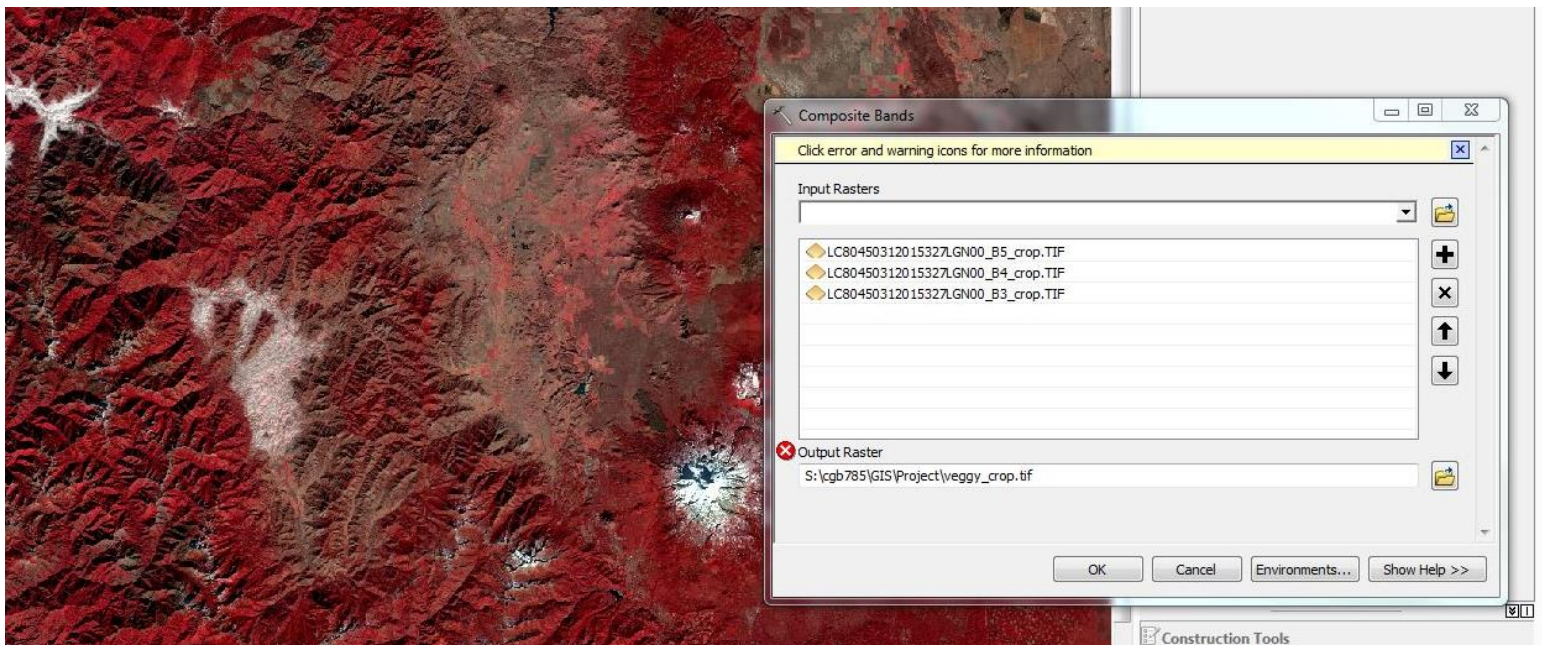 Composite Bands
Click error and warning icons for more information
Input Rasters
LC80450312015327LGN00_B5_crop.TIF
LC80450312015327LGN00_B4_crop.TIF
LC80450312015327LGN00_B3_crop.TIF
Output Raster
S:\cgb785\GIS\Project\veggy_crop.tif
OK Cancel Environments... Show Help >>
Construction Tools